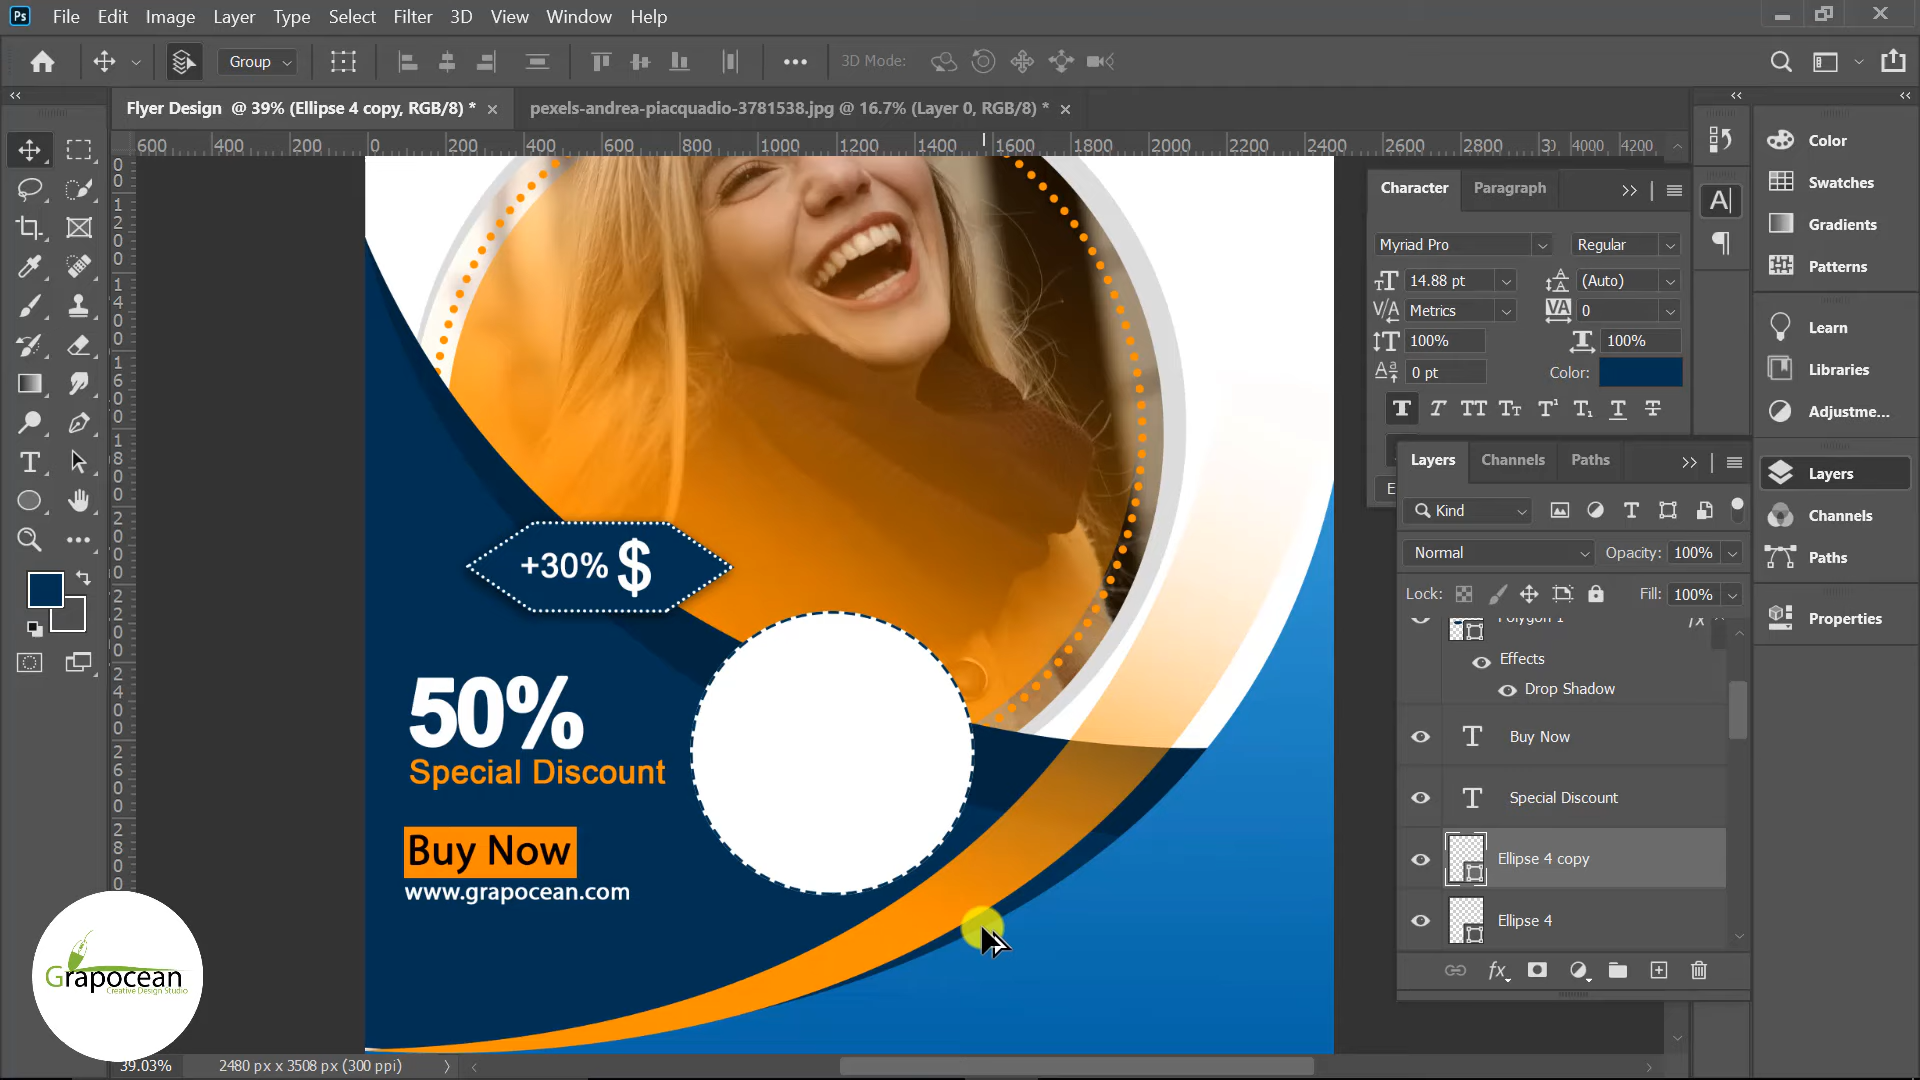 Ps File Edit Image Layer Type Select Filter 3D View Window Help
Group 3D Mode:
Flyer Design @ 39% (Ellipse 4 copy, RGB/8) * pexels-andrea-piacquadio-3781538.jpg @ 16.7% (Layer 0, RGB/8) *
600 400 200 0 200 400 600 800 1000 1200 1400 1600 1800 2000 2200 2400 2600 2800 4000 4200
Character Paragraph
Myriad Pro Regular
14.88 pt (Auto)
Metrics 0
100% 100%
0 pt Color:
Layers Channels Paths
Kind
Normal Opacity: 100%
Lock: Fill: 100%
Polygon 1 fx
Effects
Drop Shadow
Buy Now
Special Discount
Ellipse 4 copy
Ellipse 4
Color
Swatches
Gradients
Patterns
Learn
Libraries
Adjustme...
Layers
Channels
Paths
Properties
+30% $
50%
Special Discount
Buy Now
www.grapocean.com
Grapocean
Creative Design Studio
39.03% 2480 px x 3508 px (300 ppi)